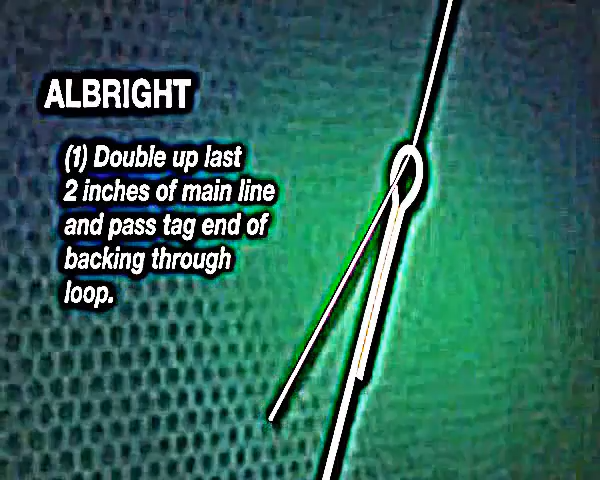 ALBRIGHT
(1) Double up last
2 inches of main line
and pass tag end of
backing through
loop.